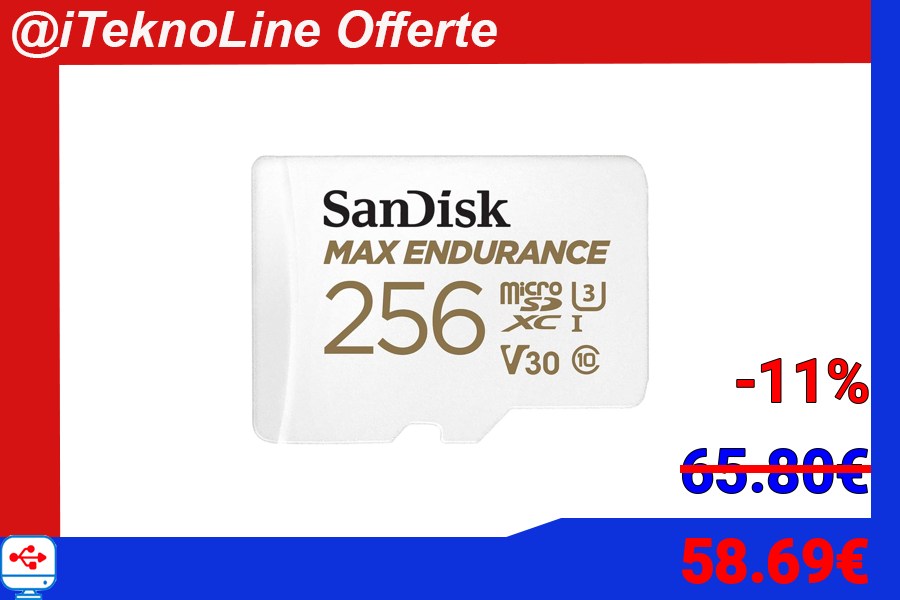 @iTeknoLine Offerte
SanDisk
MAX ENDURANCE
256
micro
SD
XC I
U3
V30
10
-11%
65.80€
58.69€